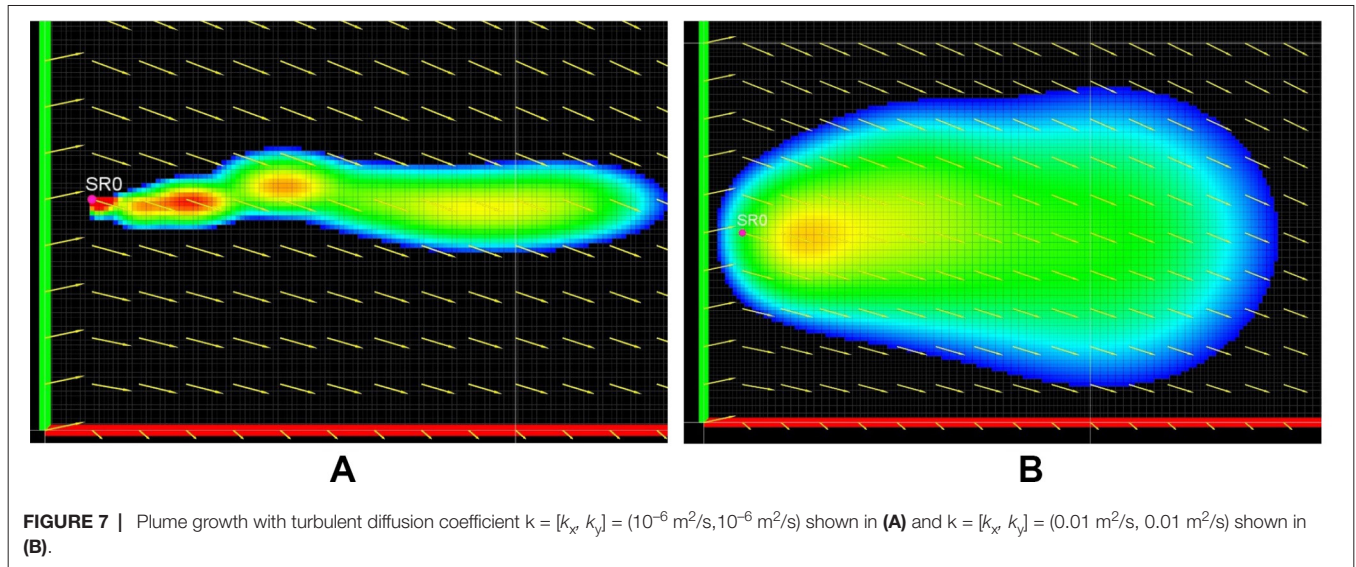 SR0
SR0
A
B
FIGURE 7 | Plume growth with turbulent diffusion coefficient k = [kx, ky] = (10⁻⁶ m²/s,10⁻⁶ m²/s) shown in (A) and k = [kx, ky] = (0.01 m²/s, 0.01 m²/s) shown in
(B).